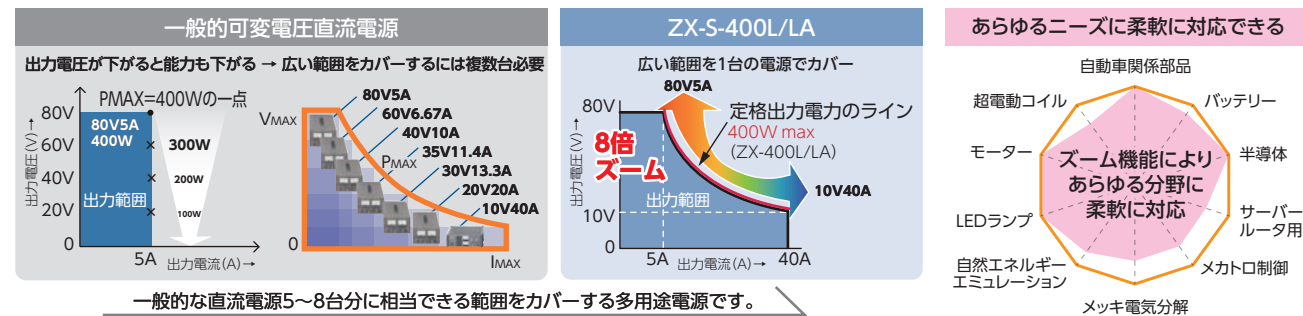 一般的可変電圧直流電源
出力電圧が下がると能力も下がる → 広い範囲をカバーするには複数台必要
PMAX=400Wの一点
出力電圧(V)→
80V
60V
40V
20V
0
80V5A
400W
300W
200W
100W
出力範囲
5A
出力電流(A)→
VMAX
PMAX
0
IMAX
80V5A
60V6.67A
40V10A
35V11.4A
30V13.3A
20V20A
10V40A
ZX-S-400L/LA
広い範囲を1台の電源でカバー
80V5A
出力電圧(V)→
80V
10V
0
8倍
ズーム
定格出力電力のライン
400W max
(ZX-400L/LA)
10V40A
出力範囲
5A
出力電流(A)→
40A
一般的な直流電源5〜8台分に相当できる範囲をカバーする多用途電源です。
あらゆるニーズに柔軟に対応できる
自動車関係部品
バッテリー
半導体
サーバー
ルータ用
メカトロ制御
メッキ電気分解
自然エネルギー
エミュレーション
LEDランプ
モーター
超電動コイル
ズーム機能により
あらゆる分野に
柔軟に対応